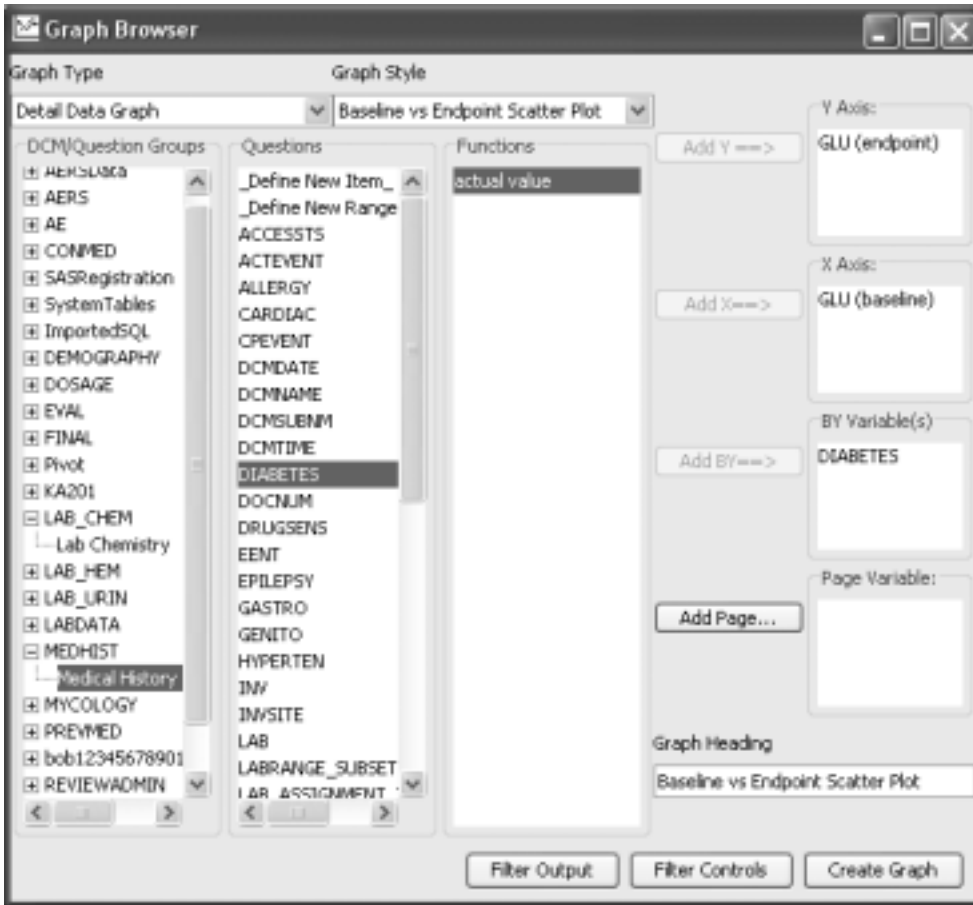 Graph Browser
Graph Type
Graph Style
Detail Data Graph
Baseline vs Endpoint Scatter Plot
DCM/Question Groups
AERSData
AERS
AE
CONMED
SASRegistration
SystemTables
ImportedSQL
DEMOGRAPHY
DOSAGE
EVAL
FINAL
Pivot
KA201
LAB_CHEM
Lab Chemistry
LAB_HEM
LAB_URIN
LABDATA
MEDHIST
Medical History
MYCOLOGY
PREVMED
bob12345678901
REVIEWADMIN
Questions
_Define New Item_
_Define New Range
ACCESSTS
ACTEVENT
ALLERGY
CARDIAC
CPEVENT
DCMDATE
DCMNAME
DCMSUBNM
DCMTIME
DIABETES
DOCNUM
DRUGSENS
EENT
EPILEPSY
GASTRO
GENITO
HYPERTEN
INV
INVSITE
LAB
LABRANGE_SUBSET
LAB_ASSIGNMENT_
Functions
actual value
Add Y ==>
Y Axis:
GLU (endpoint)
Add X==>
X Axis:
GLU (baseline)
Add BY==>
BY Variable(s)
DIABETES
Add Page...
Page Variable:
Graph Heading
Baseline vs Endpoint Scatter Plot
Filter Output
Filter Controls
Create Graph